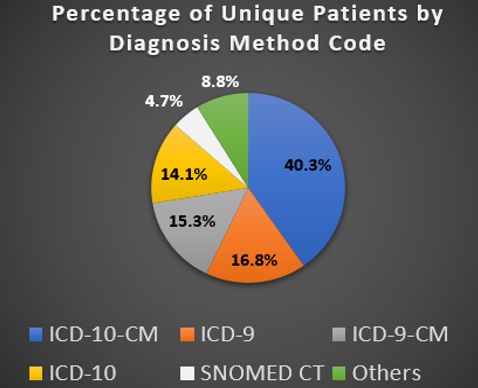 Percentage of Unique Patients by
Diagnosis Method Code
8.8%
4.7%
40.3%
14.1%
15.3%
16.8%
ICD-10-CM ICD-9 ICD-9-CM
ICD-10 SNOMED CT Others